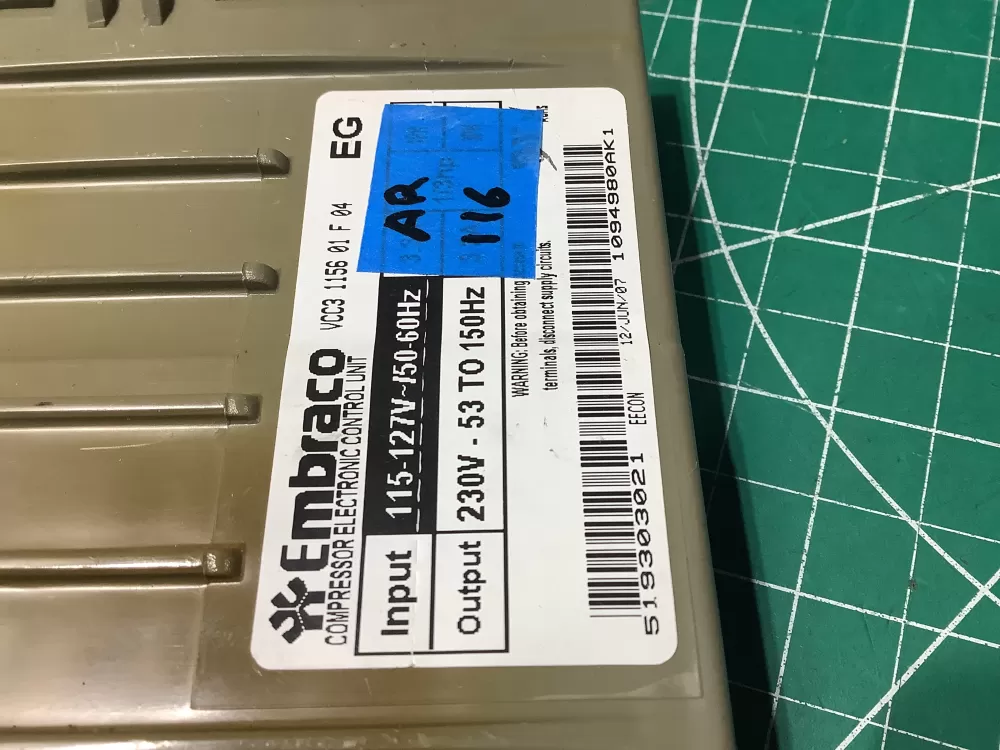 Embraco
VCC3 1156 01 F 04
EG
COMPRESSOR ELECTRONIC CONTROL UNIT
Input
115-127V~/50-60Hz
Output
230V - 53 TO 150Hz
AR
116
WARNING: Before obtaining
terminals, disconnect supply circuits.
519303021
EECON
12/JUN/07
1094980AK1